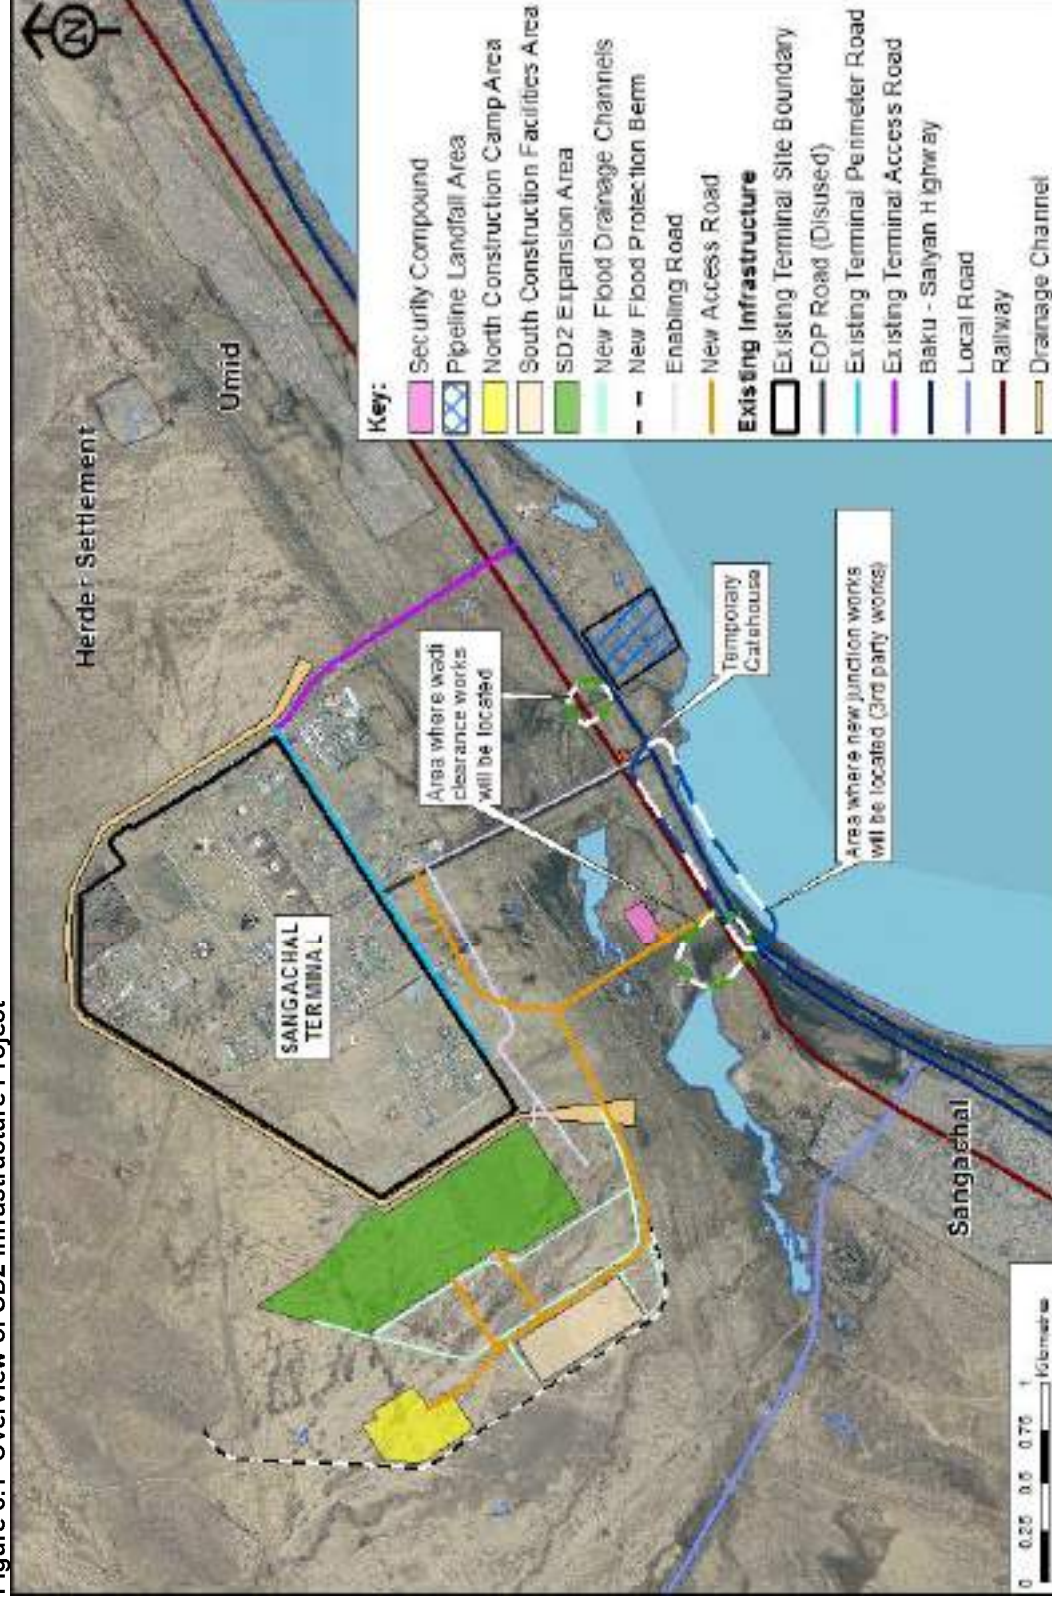 Figure 5.1 Overview of SD2 Infrastructure Project
N
Herder Settlement
Umid
SANGACHAL
TERMINAL
Area where wadi
clearance works
will be located
Temporary
Gatehouse
Area where new junction works
will be located (3rd party works)
Sangachal
Key:
Security Compound
Pipeline Landfall Area
North Construction Camp Area
South Construction Facilities Area
SD2 Expansion Area
New Flood Drainage Channels
New Flood Protection Berm
Enabling Road
New Access Road
Existing Infrastructure
Existing Terminal Site Boundary
EOP Road (Disused)
Existing Terminal Perimeter Road
Existing Terminal Access Road
Baku - Salyan Highway
Local Road
Railway
Drainage Channel
0 0.25 0.5 0.75 1
Kilometres